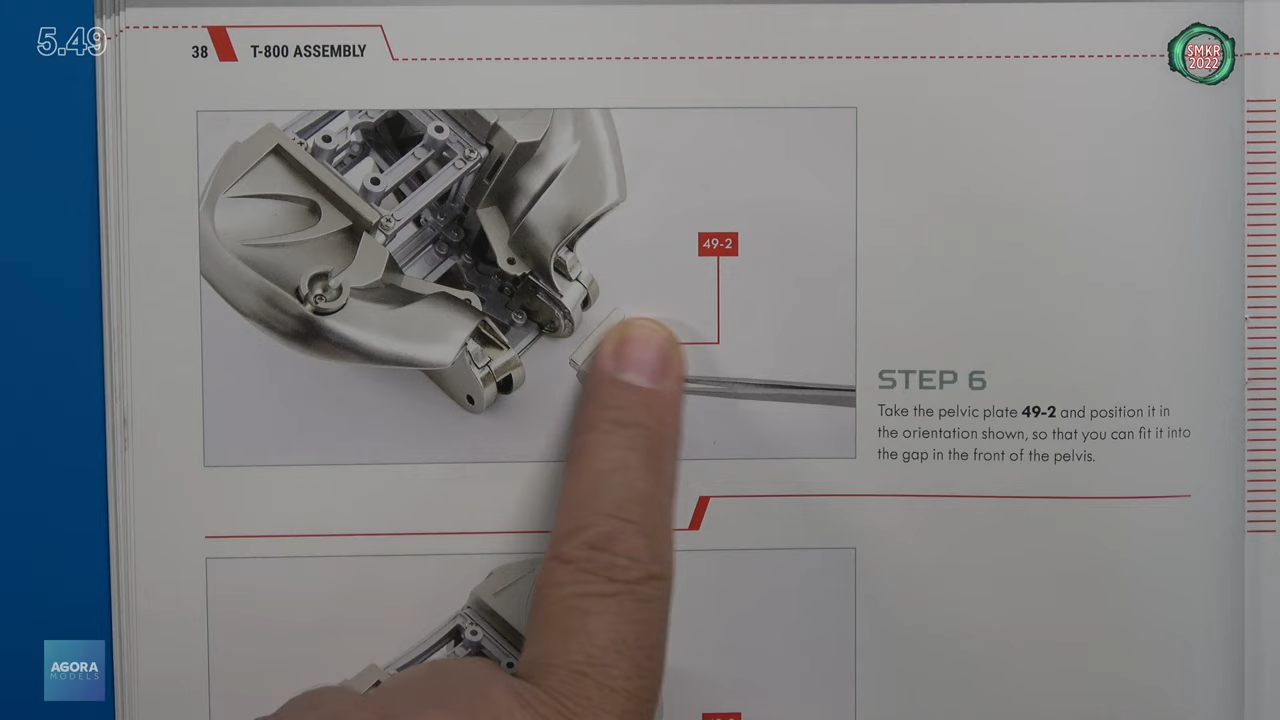 5.49
38
T-800 ASSEMBLY
SMKR
2022
49-2
STEP 6
Take the pelvic plate 49-2 and position it in
the orientation shown, so that you can fit it into
the gap in the front of the pelvis.
AGORA
MODELS